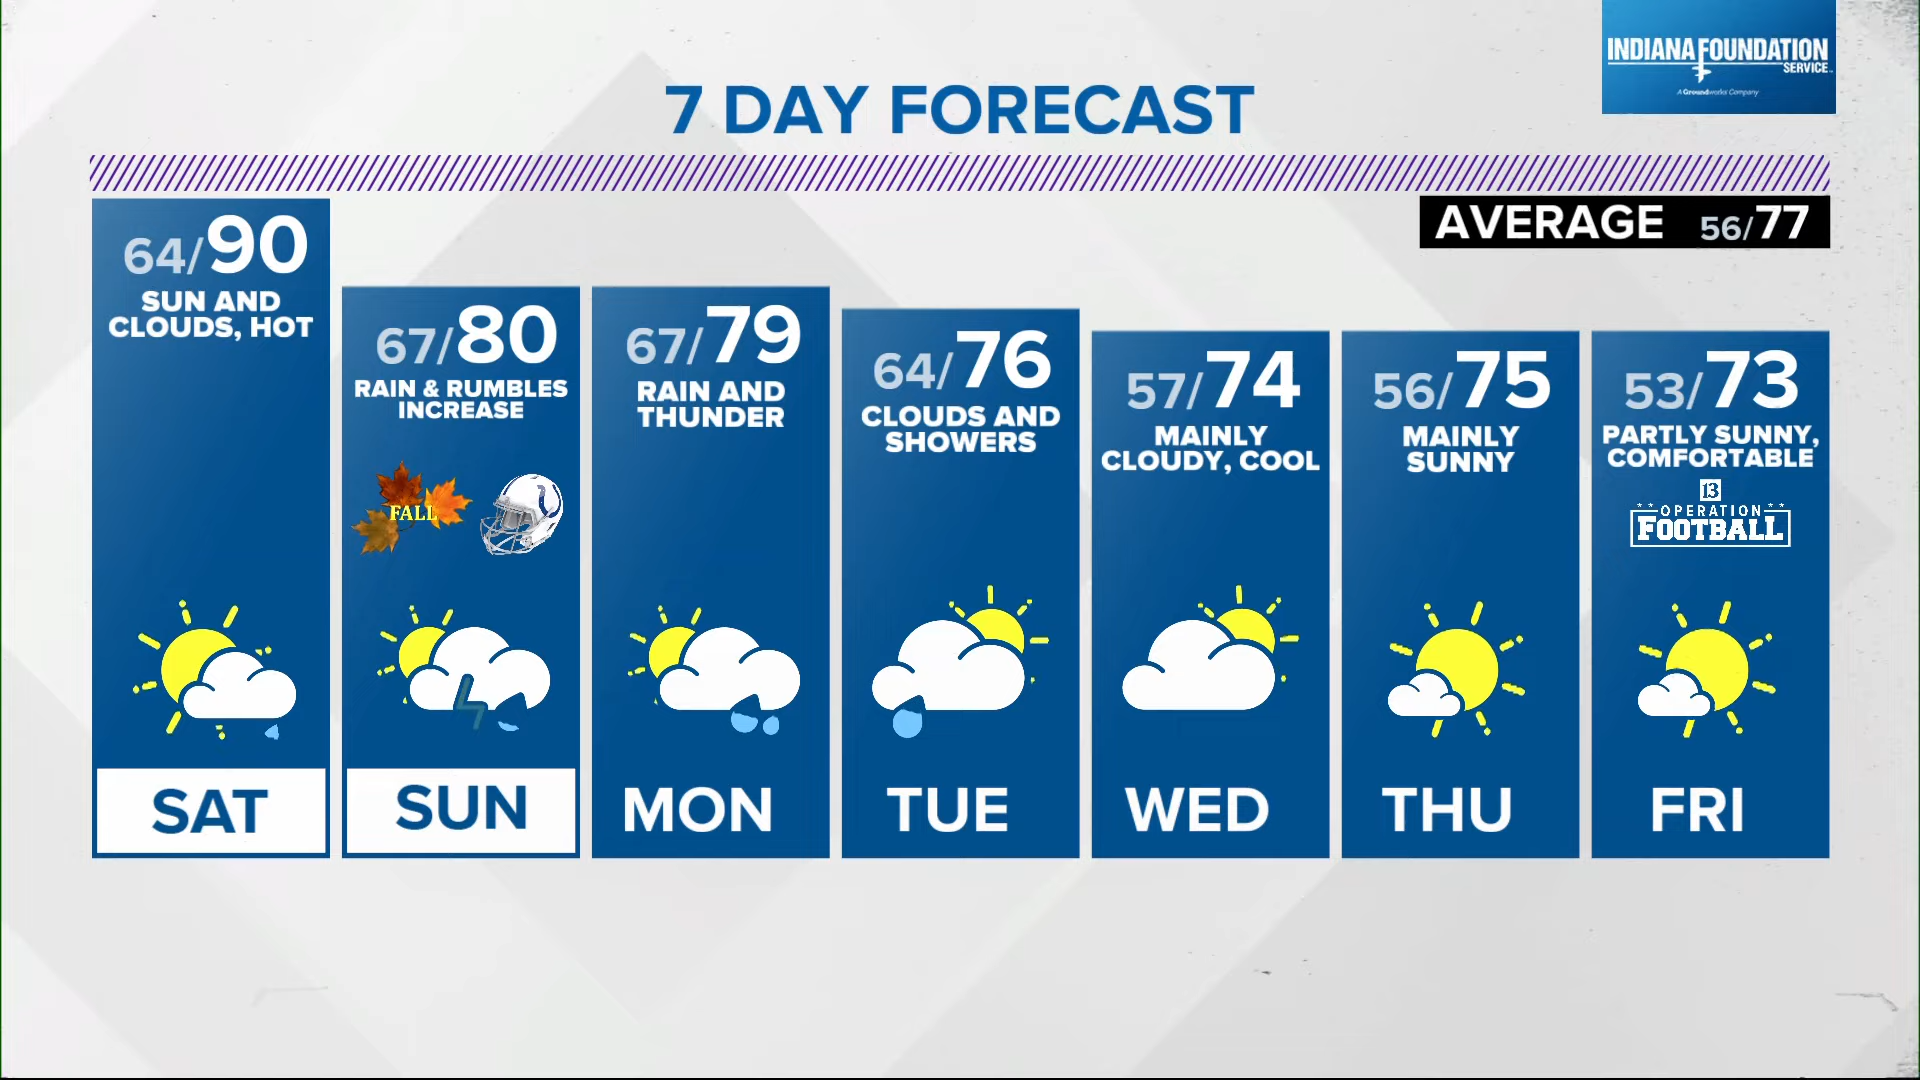 INDIANA FOUNDATION
SERVICE
A Groundworks Company
7 DAY FORECAST
AVERAGE 56/77
64/90
SUN AND
CLOUDS, HOT
SAT
67/80
RAIN & RUMBLES
INCREASE
FALL
SUN
67/79
RAIN AND
THUNDER
MON
64/76
CLOUDS AND
SHOWERS
TUE
57/74
MAINLY
CLOUDY, COOL
WED
56/75
MAINLY
SUNNY
THU
53/73
PARTLY SUNNY,
COMFORTABLE
13
OPERATION
FOOTBALL
FRI